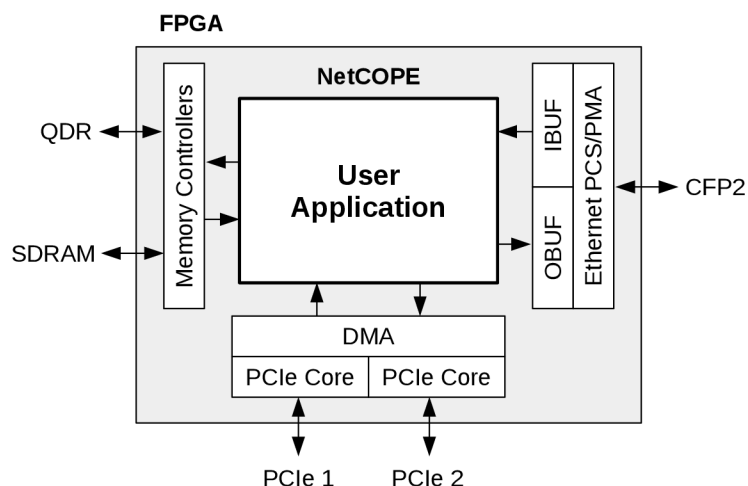 FPGA
NetCOPE
QDR
SDRAM
Memory Controllers
User
Application
IBUF
OBUF
Ethernet PCS/PMA
CFP2
DMA
PCIe Core
PCIe Core
PCIe 1
PCIe 2